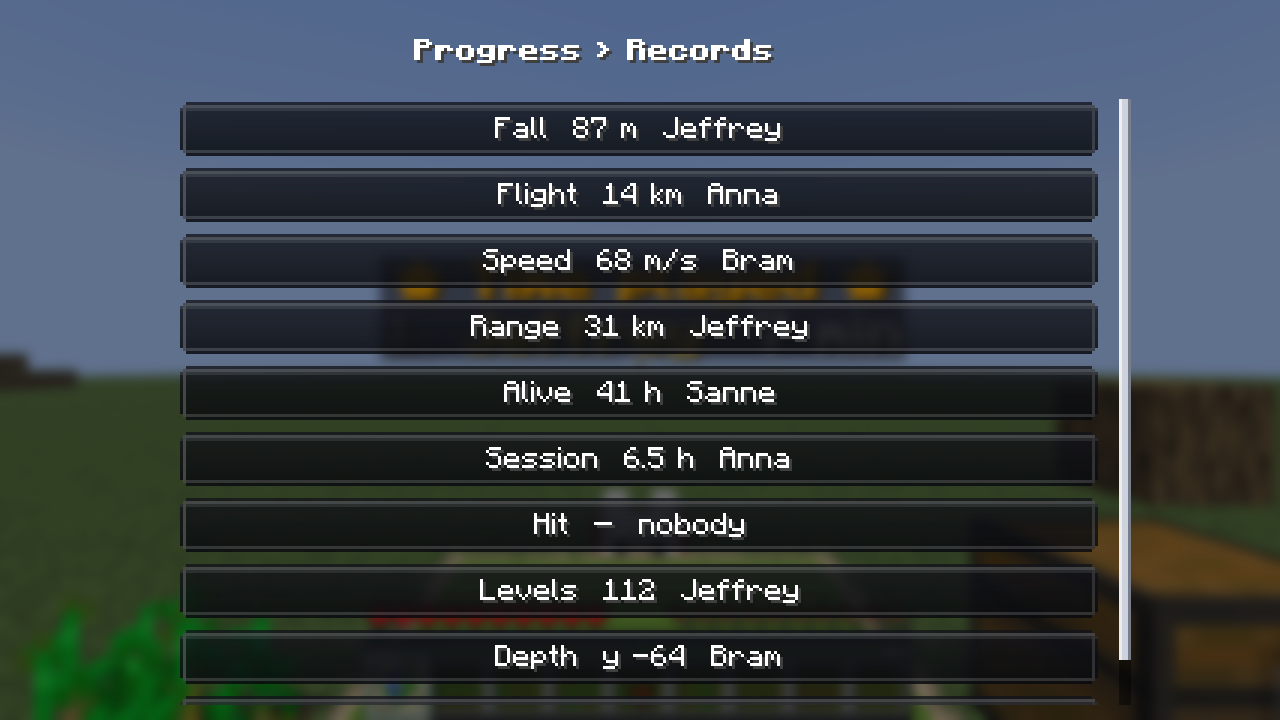 Progress > Records
Fall 87 m Jeffrey
Flight 14 km Anna
Speed 68 m/s Bram
Range 31 km Jeffrey
Alive 41 h Sanne
Session 6.5 h Anna
Hit — nobody
Levels 112 Jeffrey
Depth y -64 Bram